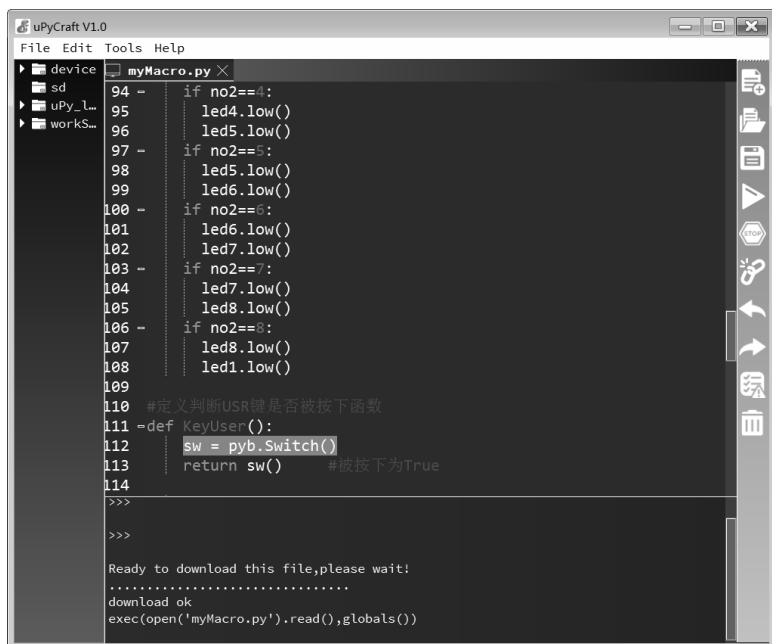 uPyCraft V1.0
File Edit Tools Help
device
sd
uPy_l...
workS...
myMacro.py
94 if no2==4:
95 led4.low()
96 led5.low()
97 if no2==5:
98 led5.low()
99 led6.low()
100 if no2==6:
101 led6.low()
102 led7.low()
103 if no2==7:
104 led7.low()
105 led8.low()
106 if no2==8:
107 led8.low()
108 led1.low()
109
110 #定义判断USR键是否被按下函数
111 def KeyUser():
112 sw = pyb.Switch()
113 return sw() #被按下为True
114
>>>
>>>
Ready to download this file,please wait!
...............................
download ok
exec(open('myMacro.py').read(),globals())
STOP